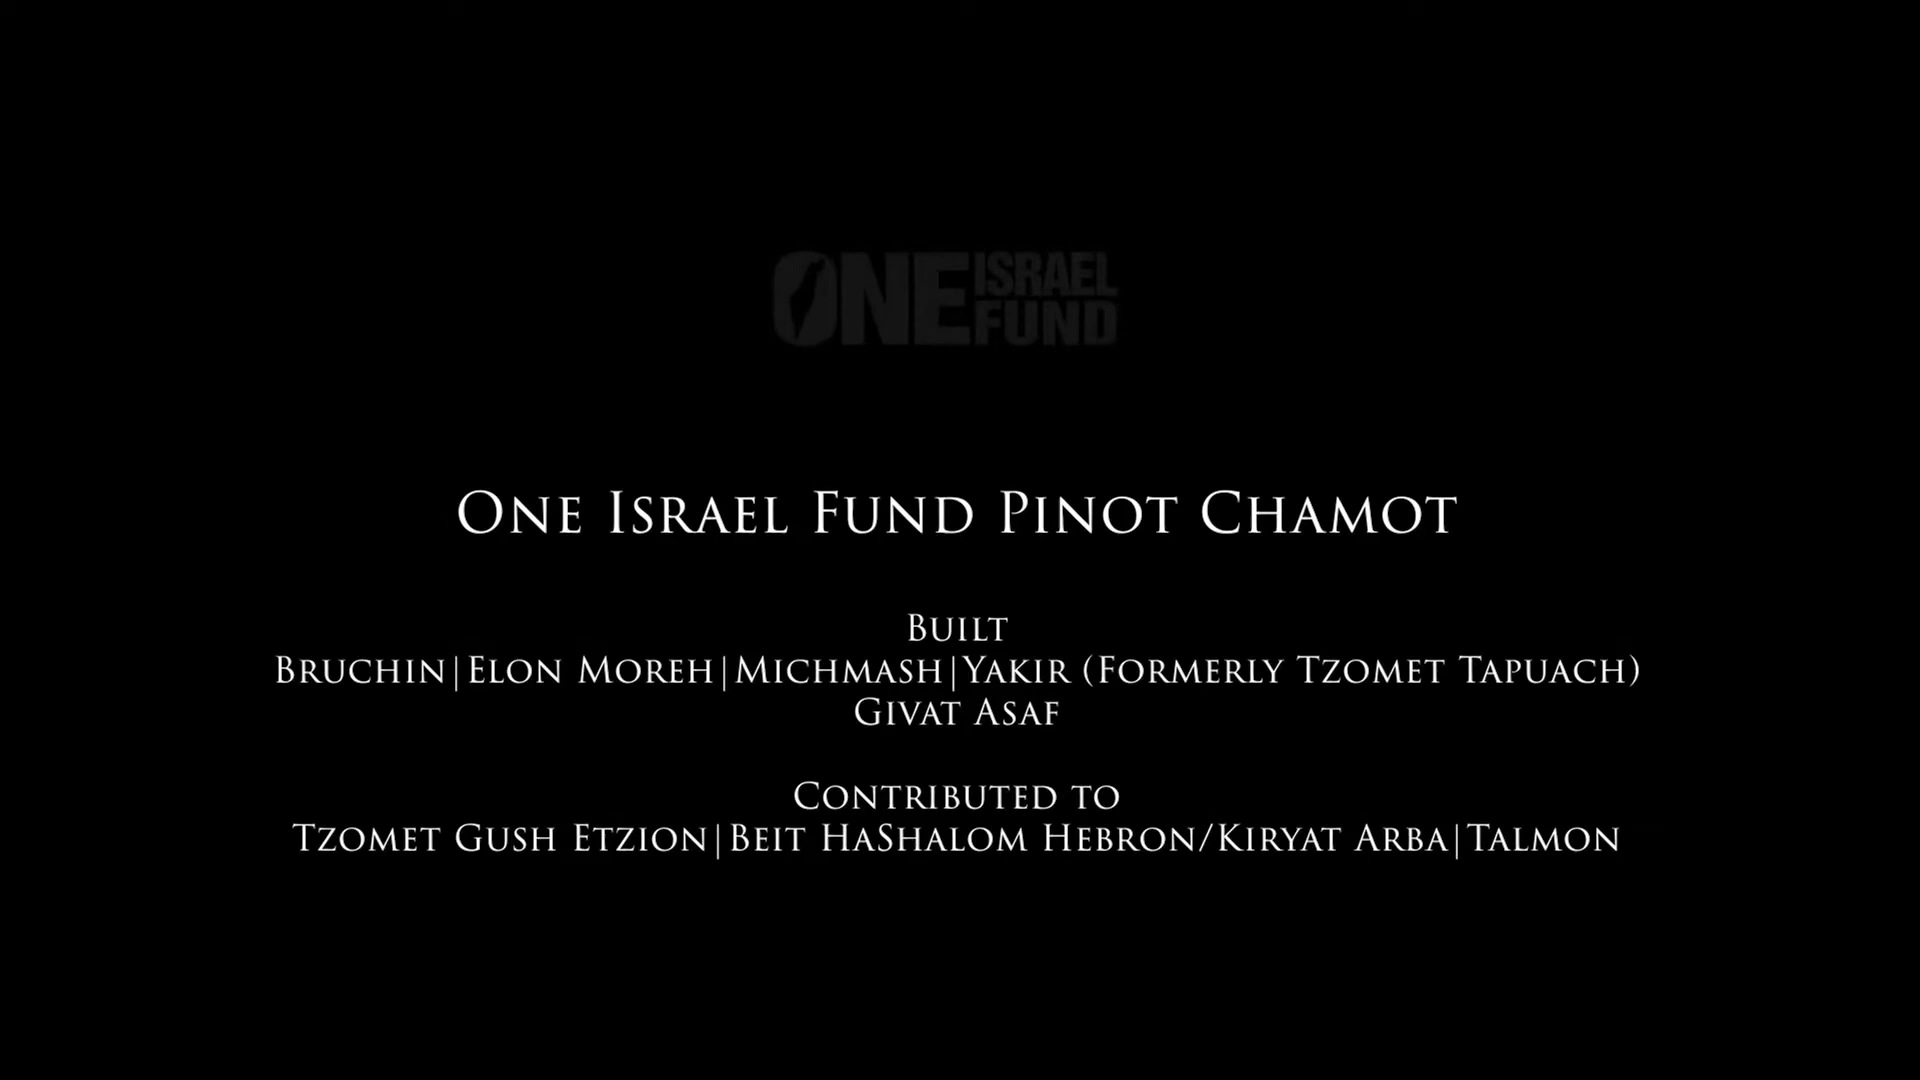 ONE ISRAEL FUND
ONE ISRAEL FUND PINOT CHAMOT
BUILT
BRUCHIN|ELON MOREH|MICHMASH|YAKIR (FORMERLY TZOMET TAPUACH)
GIVAT ASAF
CONTRIBUTED TO
TZOMET GUSH ETZION|BEIT HASHALOM HEBRON/KIRYAT ARBA|TALMON